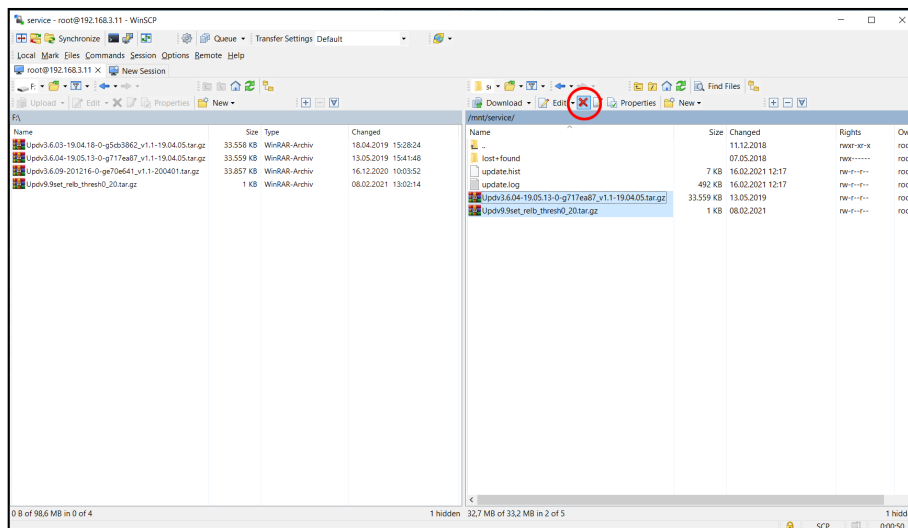 service - root@192.168.3.11 - WinSCP
Synchronize Queue Transfer Settings Default
Local Mark Files Commands Session Options Remote Help
root@192.168.3.11 × New Session
F: Find Files
Upload Edit Properties New Download Edit Properties New
F:\ /mnt/service/
Name Size Type Changed Name Size Changed Rights Ow
Updv3.6.03-19.04.18-0-g5cb3862_v1.1-19.04.05.tar.gz 33.558 KB WinRAR-Archiv 18.04.2019 15:28:24 .. 11.12.2018 rwxr-xr-x roo
Updv3.6.04-19.05.13-0-g717ea87_v1.1-19.04.05.tar.gz 33.559 KB WinRAR-Archiv 13.05.2019 15:41:48 lost+found 07.05.2018 rwx------ roo
Updv3.6.09-201216-0-ge70e641_v1.1-200401.tar.gz 33.857 KB WinRAR-Archiv 16.12.2020 10:03:52 update.hist 7 KB 16.02.2021 12:17 rw-r--r-- roo
Updv9.9set_relb_thresh0_20.tar.gz 1 KB WinRAR-Archiv 08.02.2021 13:02:14 update.log 492 KB 16.02.2021 12:17 rw-r--r-- roo
Updv3.6.04-19.05.13-0-g717ea87_v1.1-19.04.05.tar.gz 33.559 KB 13.05.2019 rw-r--r-- roo
Updv9.9set_relb_thresh0_20.tar.gz 1 KB 08.02.2021 rw-r--r-- roo
0 B of 98,6 MB in 0 of 4 1 hidden 32,7 MB of 33,2 MB in 2 of 5 1 hidd
SCP 0:00:50